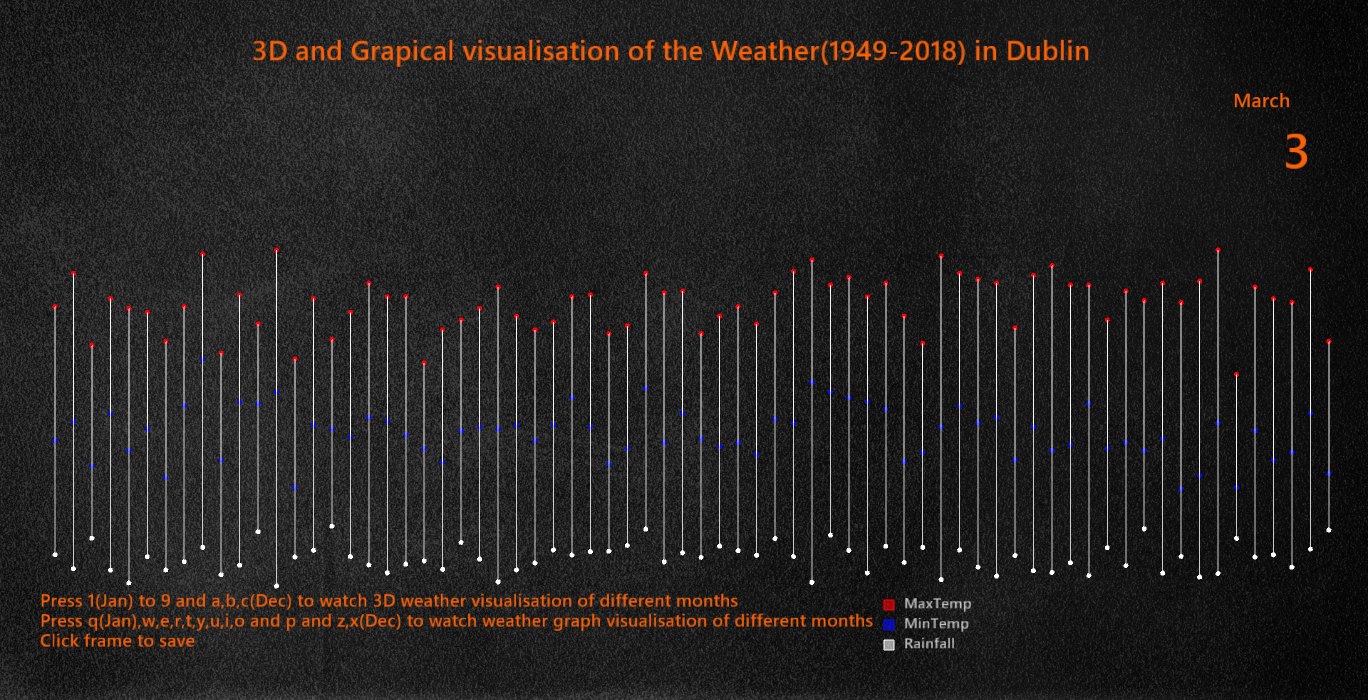 3D and Grapical visualisation of the Weather(1949-2018) in Dublin
March
3
Press 1(Jan) to 9 and a,b,c(Dec) to watch 3D weather visualisation of different months
Press q(Jan),w,e,r,t,y,u,i,o and p and z,x(Dec) to watch weather graph visualisation of different months
Click frame to save
MaxTemp
MinTemp
Rainfall